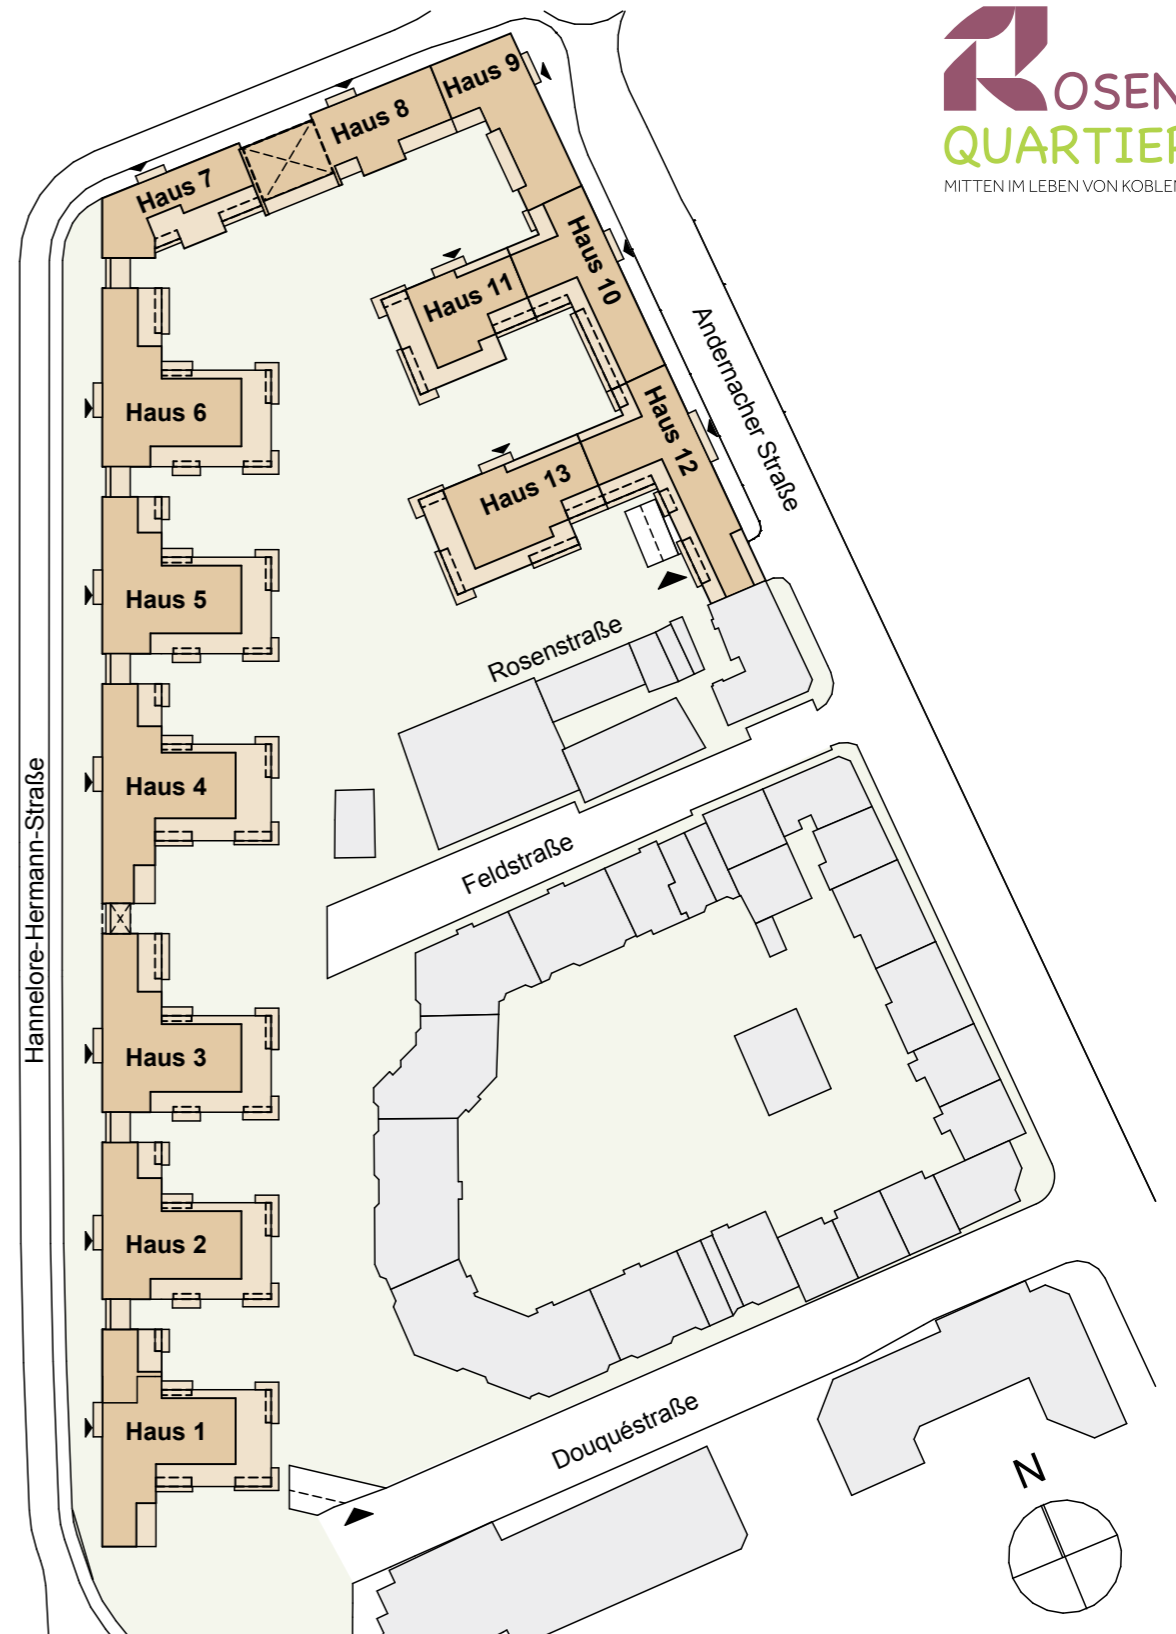 ROSEN
QUARTIER
MITTEN IM LEBEN VON KOBLEN
Haus 9
Haus 8
Haus 7
Haus 10
Haus 11
Haus 6
Haus 12
Haus 13
Haus 5
Haus 4
Haus 3
Haus 2
Haus 1
Andernacher Straße
Rosenstraße
Feldstraße
Hannelore-Hermann-Straße
Douquéstraße
x
N